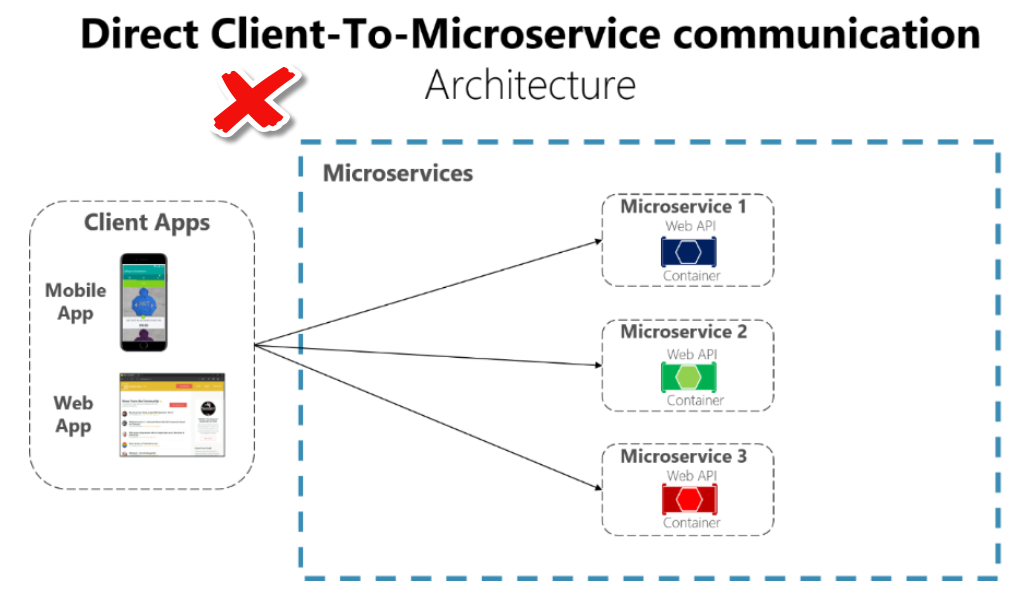 Direct Client-To-Microservice communication
Architecture
Microservices
Client Apps
Mobile
App
Web
App
Microservice 1
Web API
Container
Microservice 2
Web API
Container
Microservice 3
Web API
Container